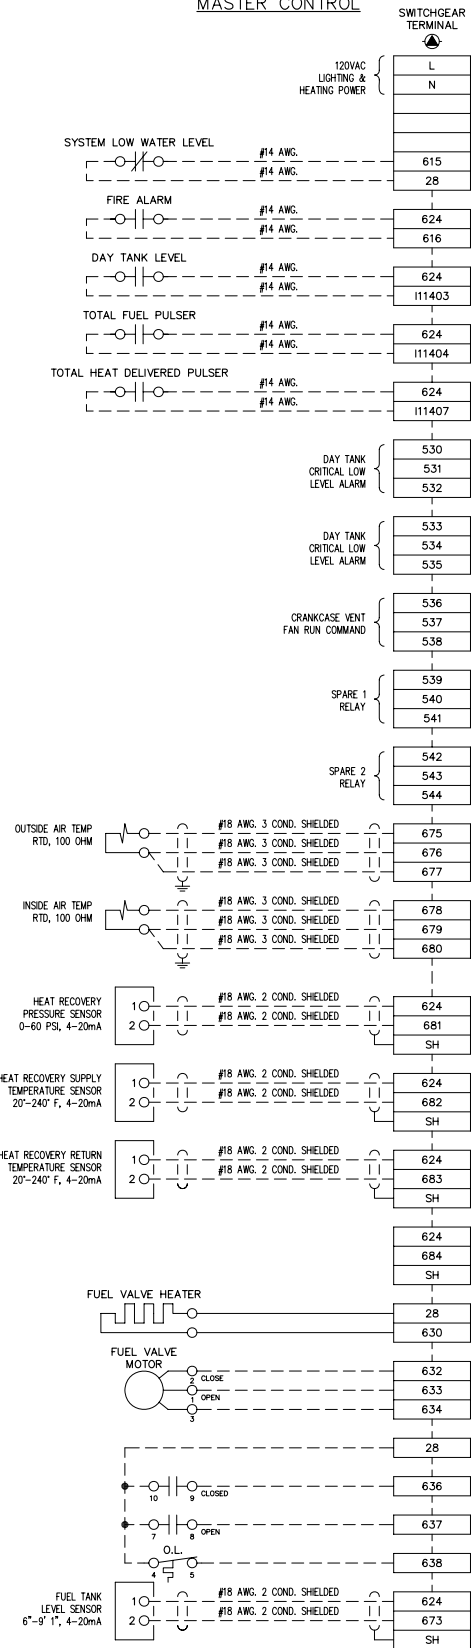 MASTER CONTROL
SWITCHGEAR
TERMINAL
120VAC
LIGHTING &
HEATING POWER
L
N
SYSTEM LOW WATER LEVEL
#14 AWG.
615
#14 AWG.
28
FIRE ALARM
#14 AWG.
624
#14 AWG.
616
DAY TANK LEVEL
#14 AWG.
624
#14 AWG.
I11403
TOTAL FUEL PULSER
#14 AWG.
624
#14 AWG.
I11404
TOTAL HEAT DELIVERED PULSER
#14 AWG.
624
#14 AWG.
I11407
DAY TANK
CRITICAL LOW
LEVEL ALARM
530
531
532
DAY TANK
CRITICAL LOW
LEVEL ALARM
533
534
535
CRANKCASE VENT
FAN RUN COMMAND
536
537
538
SPARE 1
RELAY
539
540
541
SPARE 2
RELAY
542
543
544
OUTSIDE AIR TEMP
RTD, 100 OHM
#18 AWG. 3 COND. SHIELDED
675
#18 AWG. 3 COND. SHIELDED
676
#18 AWG. 3 COND. SHIELDED
677
INSIDE AIR TEMP
RTD, 100 OHM
#18 AWG. 3 COND. SHIELDED
678
#18 AWG. 3 COND. SHIELDED
679
#18 AWG. 3 COND. SHIELDED
680
HEAT RECOVERY
PRESSURE SENSOR
0-60 PSI, 4-20mA
1
#18 AWG. 2 COND. SHIELDED
624
2
#18 AWG. 2 COND. SHIELDED
681
SH
HEAT RECOVERY SUPPLY
TEMPERATURE SENSOR
20°-240° F, 4-20mA
1
#18 AWG. 2 COND. SHIELDED
624
2
#18 AWG. 2 COND. SHIELDED
682
SH
HEAT RECOVERY RETURN
TEMPERATURE SENSOR
20°-240° F, 4-20mA
1
#18 AWG. 2 COND. SHIELDED
624
2
#18 AWG. 2 COND. SHIELDED
683
SH
624
684
SH
FUEL VALVE HEATER
28
630
FUEL VALVE
MOTOR
2 CLOSE
632
1 OPEN
633
3
634
28
10 9 CLOSED
636
7 8 OPEN
637
O.L.
4 5
638
FUEL TANK
LEVEL SENSOR
6"-9' 1", 4-20mA
1
#18 AWG. 2 COND. SHIELDED
624
2
#18 AWG. 2 COND. SHIELDED
673
SH